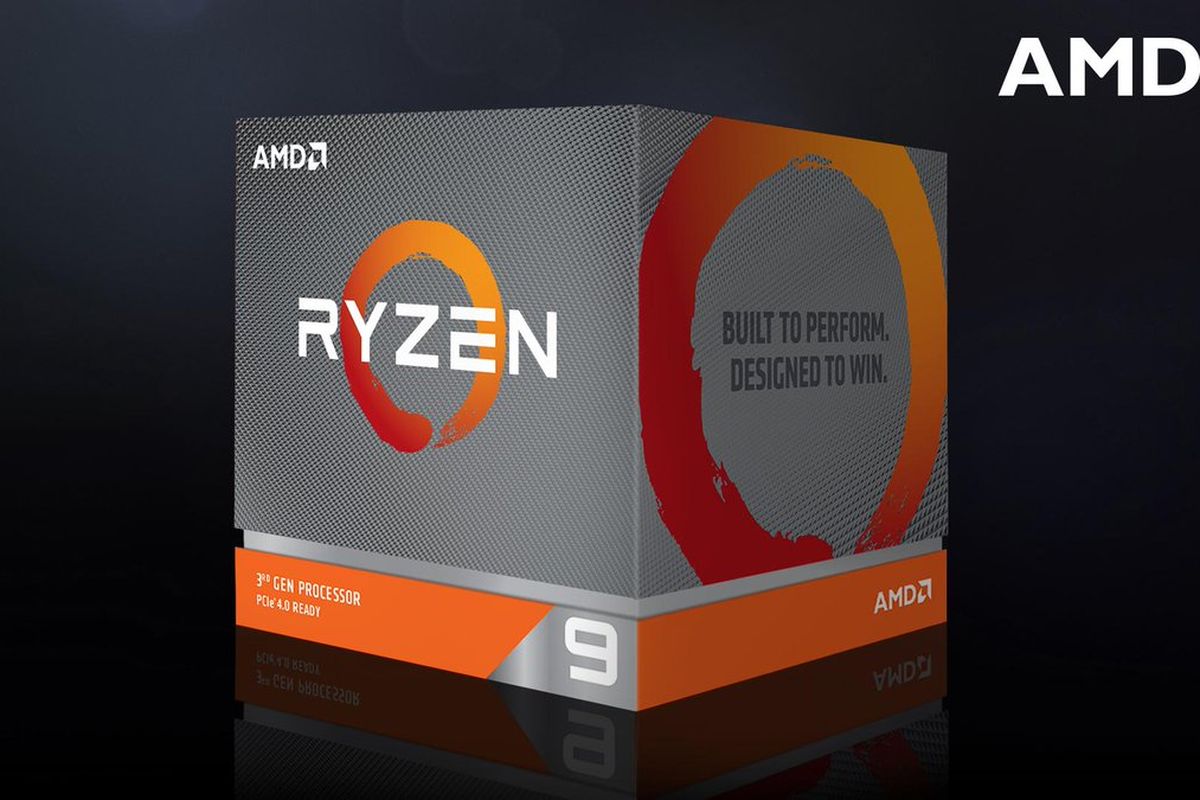 AMD
AMD
RYZEN
BUILT TO PERFORM.
DESIGNED TO WIN.
3RD GEN PROCESSOR
PCIe® 4.0 READY
9
AMD